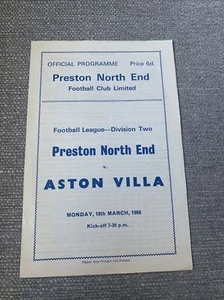 OFFICIAL PROGRAMME Price 6d.
Preston North End
Football Club Limited
Football League—Division Two
Preston North End
v.
ASTON VILLA
MONDAY, 18th MARCH, 1968
Kick-off 7-30 p.m.